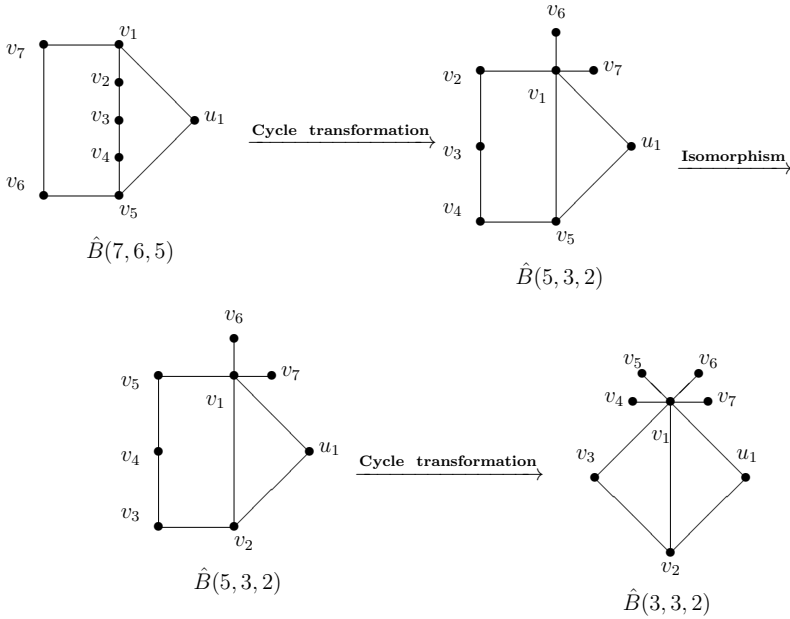 v₆
v₇ v₁ v₂ v₇
v₂ v₁
v₃ u₁ Cycle transformation v₃ u₁ Isomorphism
v₄ v₄
v₆ v₅ v₅
B̂(7, 6, 5) B̂(5, 3, 2)
v₆
v₅ v₇ v₅ v₆
v₁ v₄ v₇
v₁
v₄ u₁ Cycle transformation v₃ u₁
v₃ v₂
v₂
B̂(5, 3, 2) B̂(3, 3, 2)